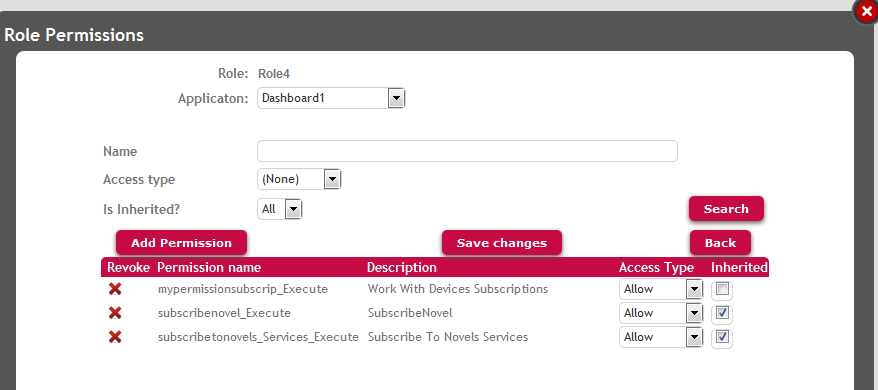 Role Permissions
Role: Role4
Applicaton: Dashboard1
Name
Access type (None)
Is Inherited? All
Search
Add Permission Save changes Back
Revoke Permission name Description Access Type Inherited
mypermissionsubscrip_Execute Work With Devices Subscriptions Allow
subscribenovel_Execute SubscribeNovel Allow
subscribetonovels_Services_Execute Subscribe To Novels Services Allow